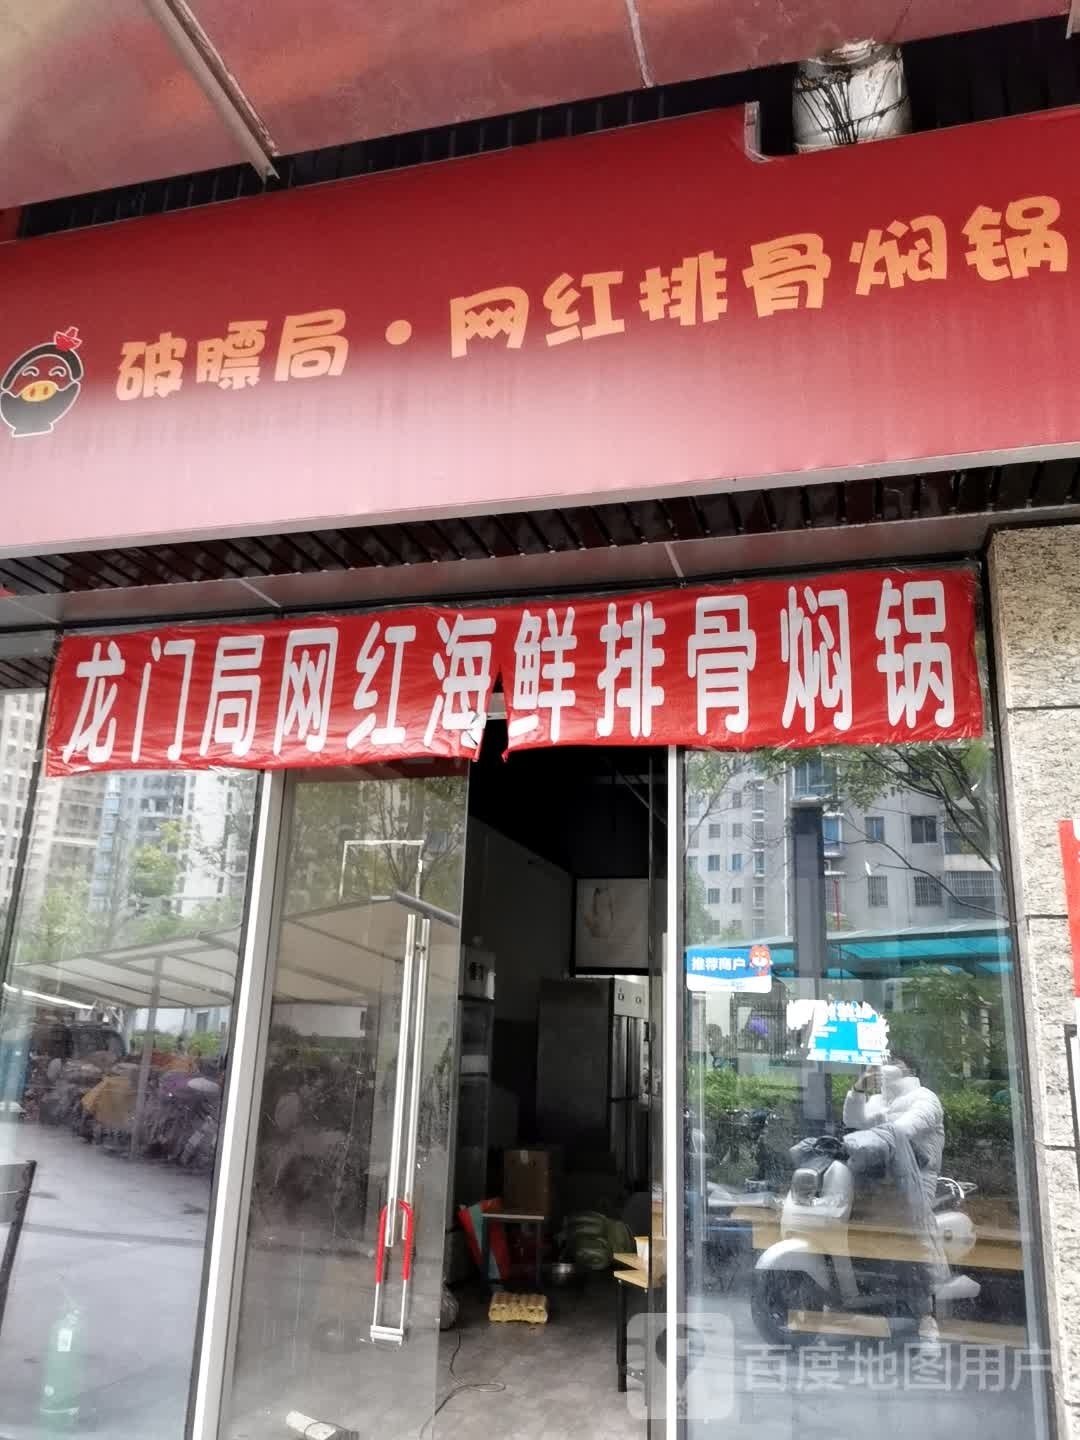 破膘局·网红排骨焖锅
龙门局网红海鲜排骨焖锅
推荐商户
百度地图用户